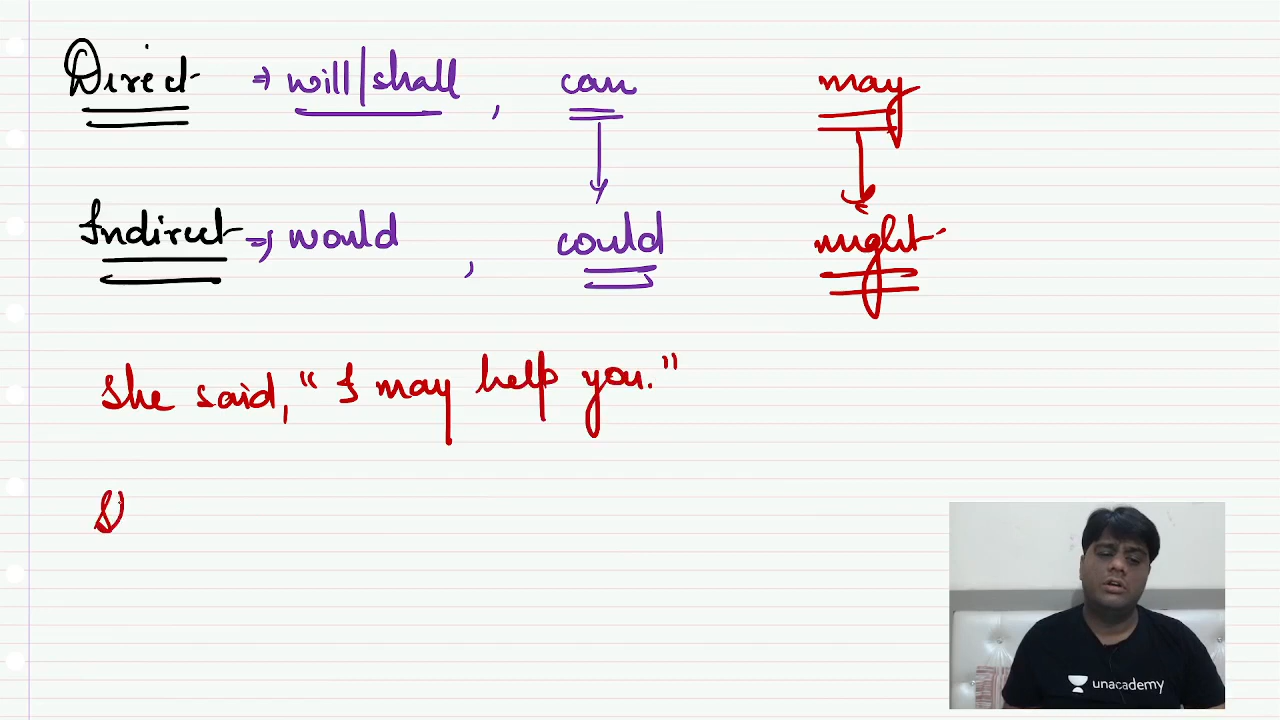 Direct ⇒ will/shall, can may
Indirect ⇒ would, could might
She said, “I may help you.”
S
unacademy